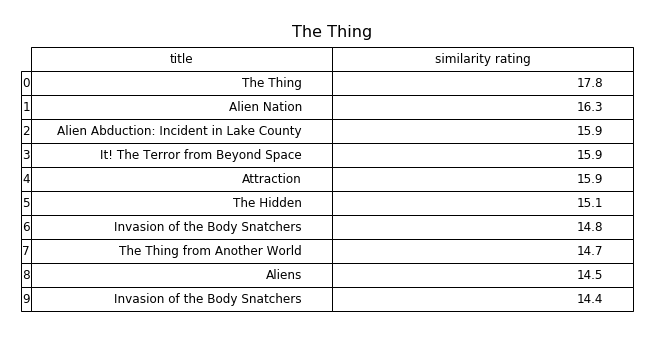 The Thing
title similarity rating
0 The Thing 17.8
1 Alien Nation 16.3
2 Alien Abduction: Incident in Lake County 15.9
3 It! The Terror from Beyond Space 15.9
4 Attraction 15.9
5 The Hidden 15.1
6 Invasion of the Body Snatchers 14.8
7 The Thing from Another World 14.7
8 Aliens 14.5
9 Invasion of the Body Snatchers 14.4